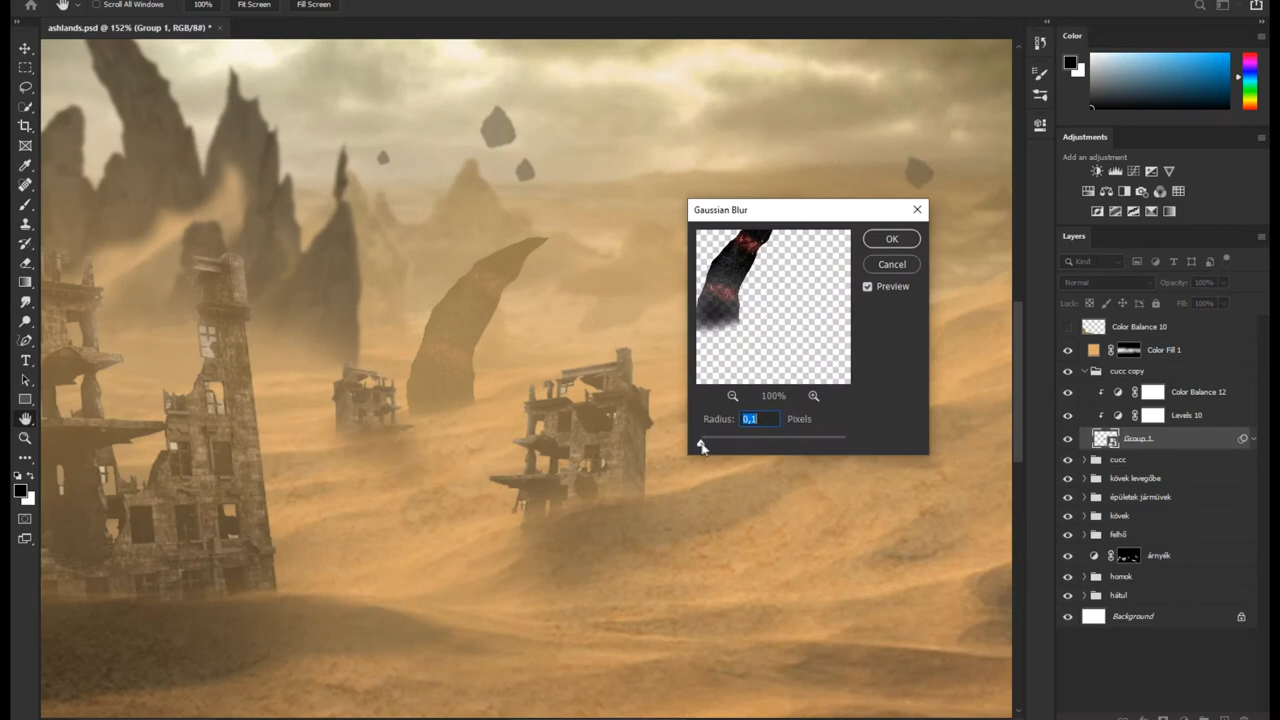 Scroll All Windows 100% Fit Screen Fill Screen
ashlands.psd @ 152% (Group 1, RGB/8#) * ×
Color
Adjustments
Add an adjustment
Layers
Kind
Normal Opacity: 100%
Lock: Fill: 100%
Color Balance 10
Color Fill 1
cucc copy
Color Balance 12
Levels 10
Group 1
cucc
kövek levegőbe
épületek járművek
kövek
felhő
árnyék
homok
hátul
Background
Gaussian Blur
OK
Cancel
Preview
100%
Radius: 0,1 Pixels